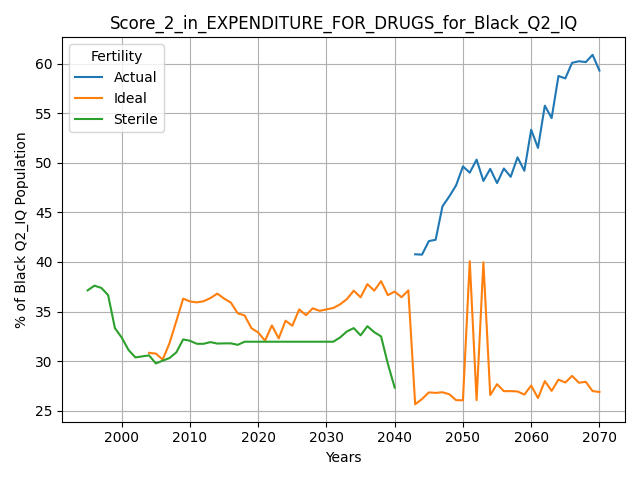 Score_2_in_EXPENDITURE_FOR_DRUGS_for_Black_Q2_IQ
Fertility
Actual
Ideal
Sterile
% of Black Q2_IQ Population
60
55
50
45
40
35
30
25
2000 2010 2020 2030 2040 2050 2060 2070
Years